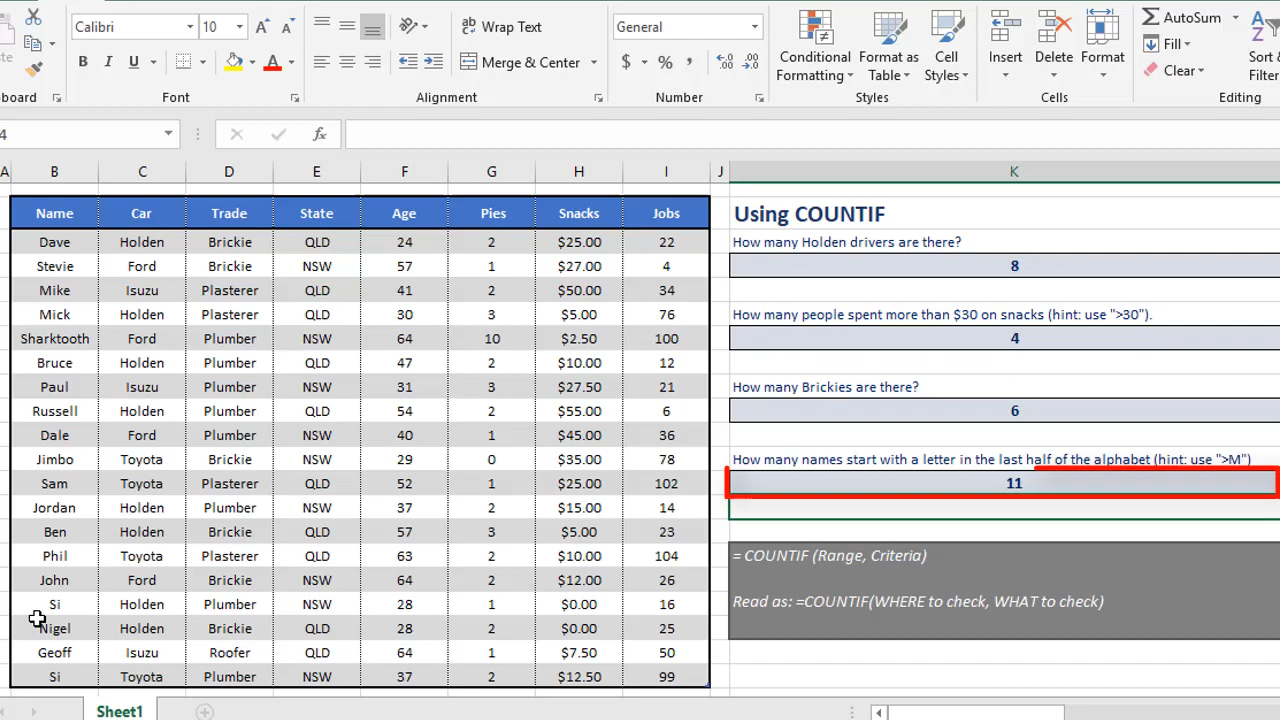 Calibri 10 Wrap Text General AutoSum
B I U A Merge & Center $ % Conditional Formatting Format as Table Cell Styles Insert Delete Format Fill Clear Sort & Filter
board Font Alignment Number Styles Cells Editing
4 fx
A B C D E F G H I J K
Name Car Trade State Age Pies Snacks Jobs Using COUNTIF
Dave Holden Brickie QLD 24 2 $25.00 22 How many Holden drivers are there?
Stevie Ford Brickie NSW 57 1 $27.00 4 8
Mike Isuzu Plasterer QLD 41 2 $50.00 34
Mick Holden Plasterer QLD 30 3 $5.00 76 How many people spent more than $30 on snacks (hint: use ">30").
Sharktooth Ford Plumber NSW 64 10 $2.50 100 4
Bruce Holden Plumber QLD 47 2 $10.00 12
Paul Isuzu Plumber NSW 31 3 $27.50 21 How many Brickies are there?
Russell Holden Plumber QLD 54 2 $55.00 6 6
Dale Ford Plumber NSW 40 1 $45.00 36
Jimbo Toyota Plumber NSW 29 0 $35.00 78 How many names start with a letter in the last half of the alphabet (hint: use ">M")
Sam Toyota Plasterer QLD 52 1 $25.00 102 11
Jordan Holden Plumber NSW 37 2 $15.00 14
Ben Holden Brickie QLD 57 3 $5.00 23
Phil Toyota Plasterer QLD 63 2 $10.00 104 = COUNTIF (Range, Criteria)
John Ford Brickie NSW 64 2 $12.00 26
Si Holden Plumber NSW 28 1 $0.00 16 Read as: =COUNTIF(WHERE to check, WHAT to check)
Nigel Holden Brickie QLD 28 2 $0.00 25
Geoff Isuzu Roofer QLD 64 1 $7.50 50
Si Toyota Plumber NSW 37 2 $12.50 99
Sheet1